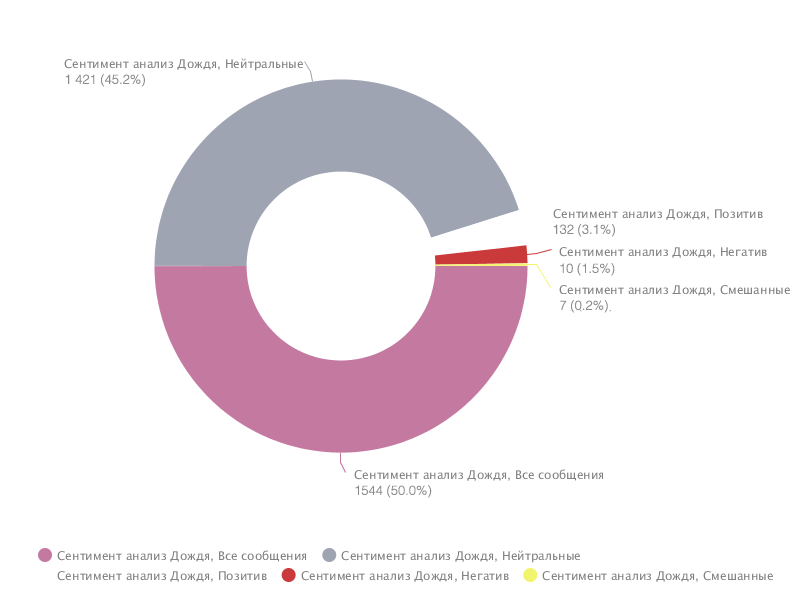 Сентимент анализ Дождя, Нейтральные
1 421 (45.2%)
Сентимент анализ Дождя, Позитив
132 (3.1%)
Сентимент анализ Дождя, Негатив
10 (1.5%)
Сентимент анализ Дождя, Смешанные
7 (0.2%).
Сентимент анализ Дождя, Все сообщения
1544 (50.0%)
Сентимент анализ Дождя, Все сообщения Сентимент анализ Дождя, Нейтральные
Сентимент анализ Дождя, Позитив Сентимент анализ Дождя, Негатив Сентимент анализ Дождя, Смешанные